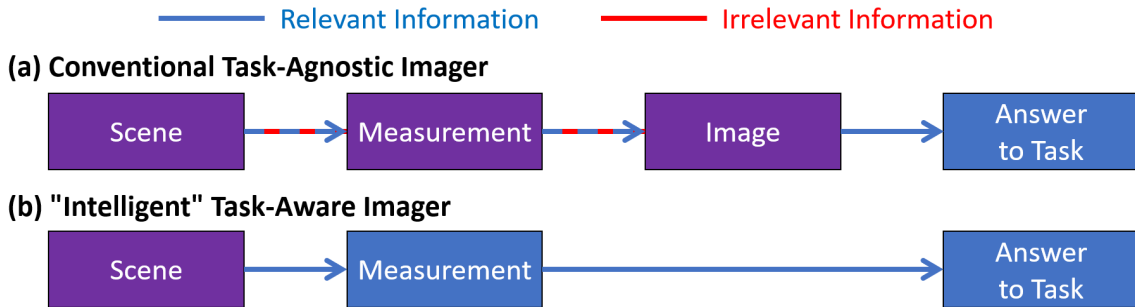 Relevant Information Irrelevant Information
(a) Conventional Task-Agnostic Imager
Scene Measurement Image Answer
to Task
(b) "Intelligent" Task-Aware Imager
Scene Measurement Answer
to Task